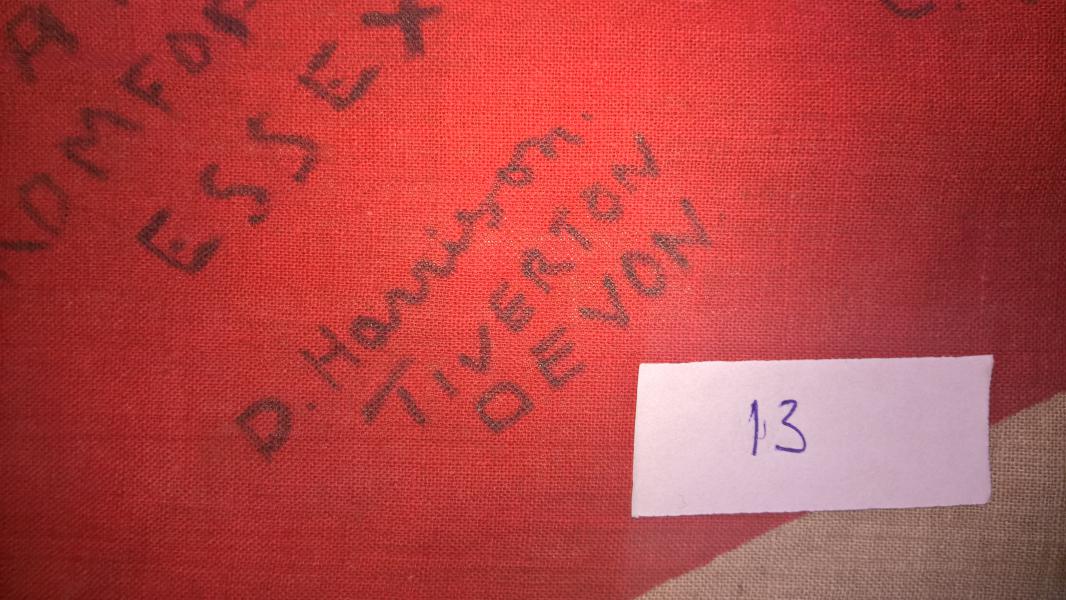 ESSEX
D. Harrison.
TIVERTON
DEVON.
13